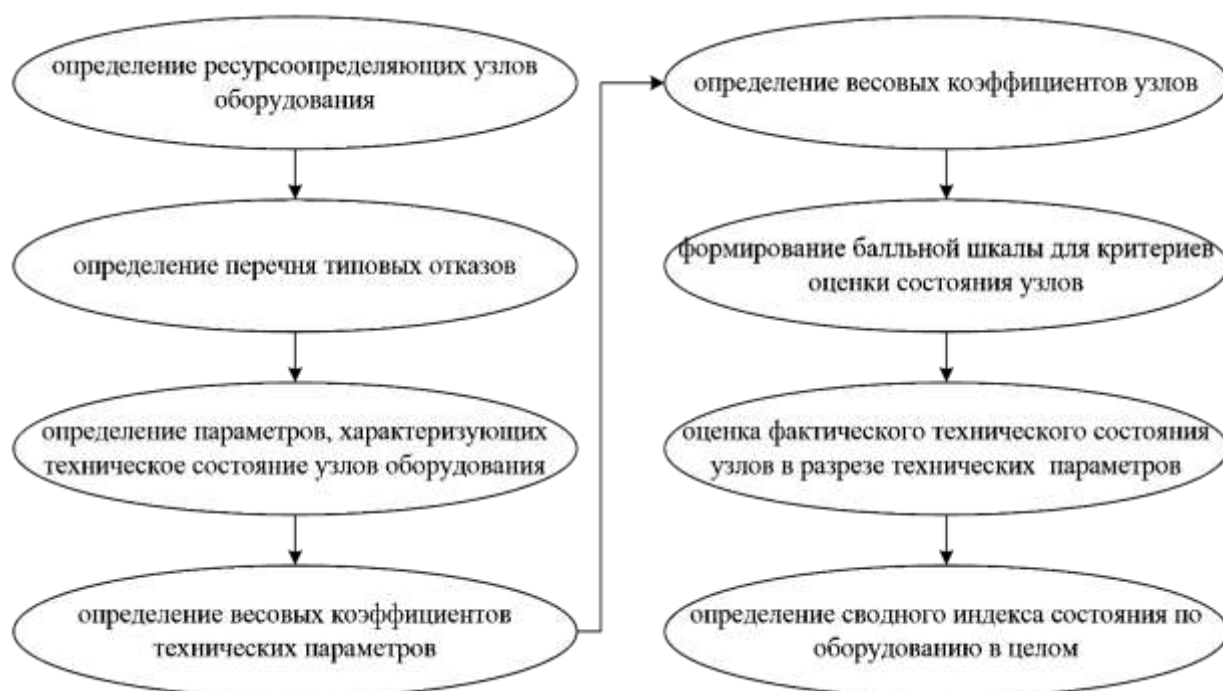 определение ресурсоопределяющих узлов
оборудования
определение перечня типовых отказов
определение параметров, характеризующих
техническое состояние узлов оборудования
определение весовых коэффициентов
технических параметров
определение весовых коэффициентов узлов
формирование балльной шкалы для критериев
оценки состояния узлов
оценка фактического технического состояния
узлов в разрезе технических параметров
определение сводного индекса состояния по
оборудованию в целом